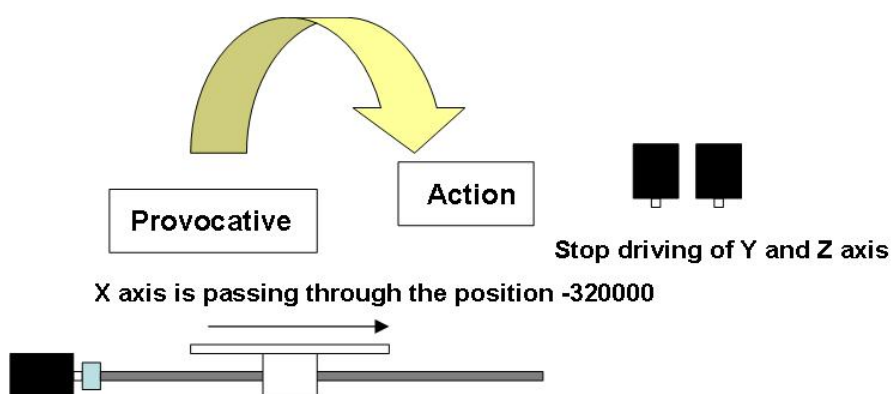 Provocative
Action
Stop driving of Y and Z axis
X axis is passing through the position -320000